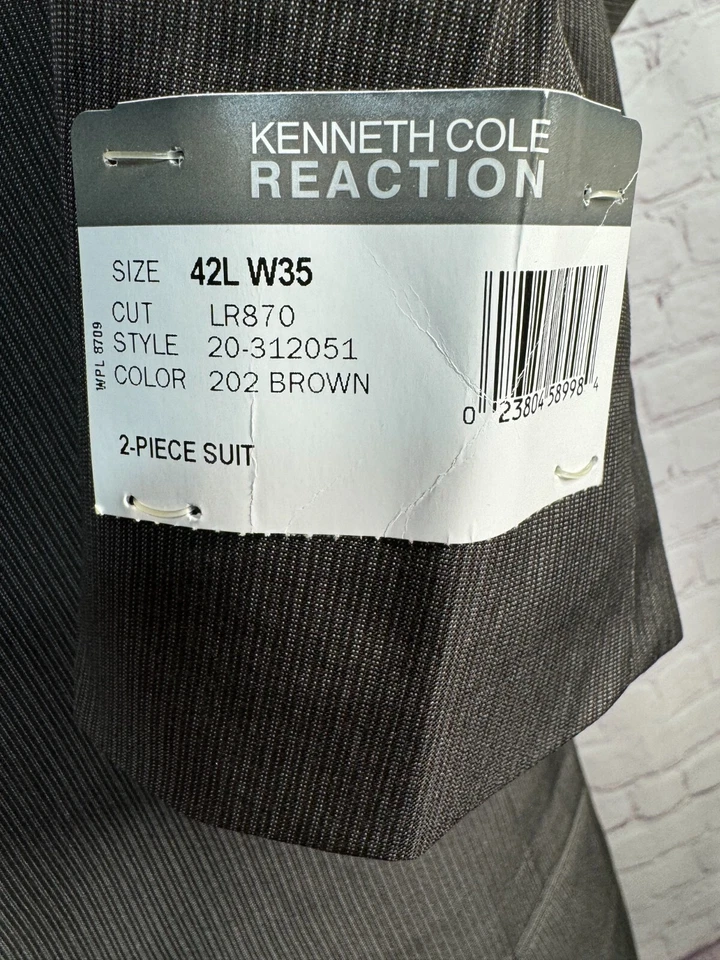 KENNETH COLE
REACTION
SIZE 42L W35
CUT LR870
STYLE 20-312051
COLOR 202 BROWN
WPL 8709
2-PIECE SUIT
0 23804 58998 4